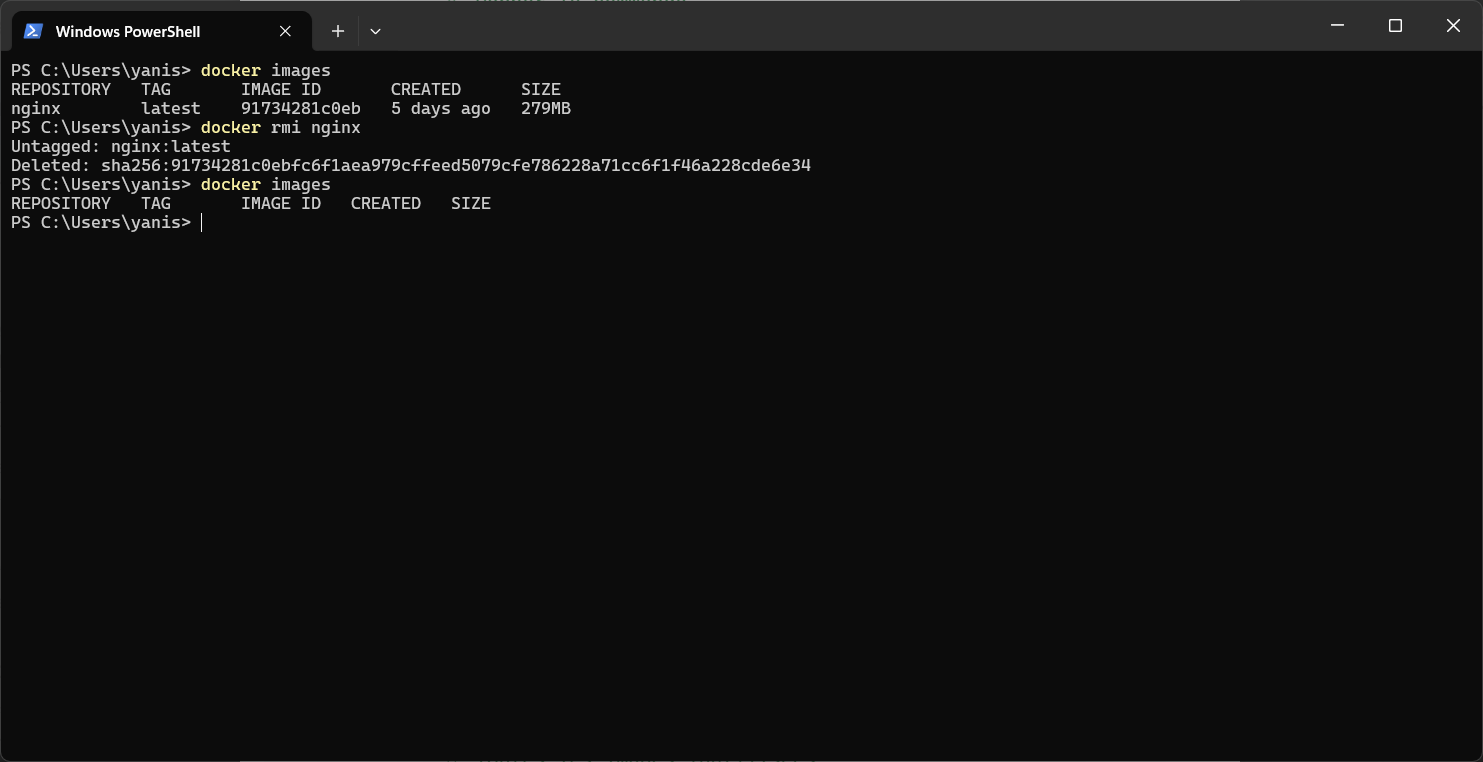 Windows PowerShell
PS C:\Users\yanis> docker images
REPOSITORY   TAG       IMAGE ID       CREATED      SIZE
nginx        latest    91734281c0eb   5 days ago   279MB
PS C:\Users\yanis> docker rmi nginx
Untagged: nginx:latest
Deleted: sha256:91734281c0ebfc6f1aea979cffeed5079cfe786228a71cc6f1f46a228cde6e34
PS C:\Users\yanis> docker images
REPOSITORY   TAG       IMAGE ID   CREATED   SIZE
PS C:\Users\yanis>